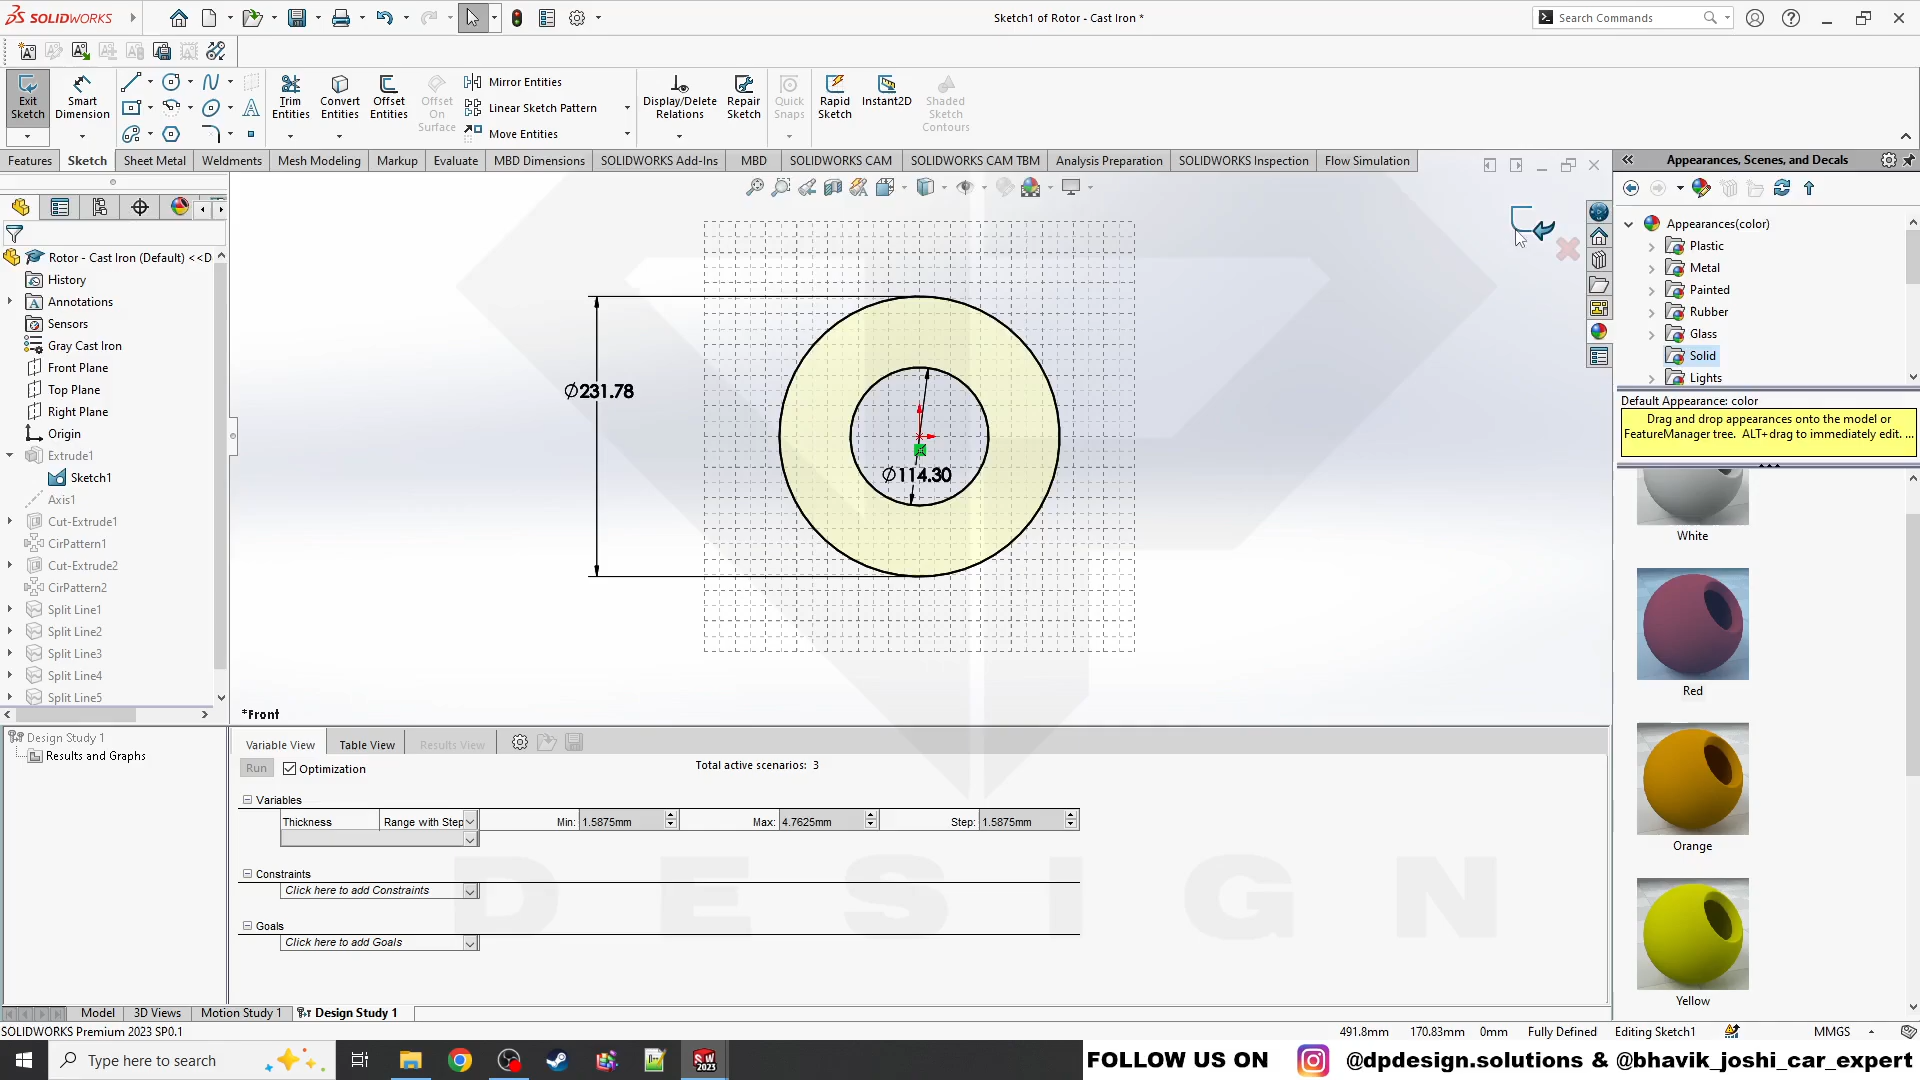 SOLIDWORKS
Sketch1 of Rotor - Cast Iron *
Search Commands
Exit Sketch
Smart Dimension
Trim Entities
Convert Entities
Offset Entities
Offset On Surface
Mirror Entities
Linear Sketch Pattern
Move Entities
Display/Delete Relations
Repair Sketch
Quick Snaps
Rapid Sketch
Instant2D
Shaded Sketch Contours
Features
Sketch
Sheet Metal
Weldments
Mesh Modeling
Markup
Evaluate
MBD Dimensions
SOLIDWORKS Add-Ins
MBD
SOLIDWORKS CAM
SOLIDWORKS CAM TBM
Analysis Preparation
SOLIDWORKS Inspection
Flow Simulation
Rotor - Cast Iron (Default) <<D
History
Annotations
Sensors
Gray Cast Iron
Front Plane
Top Plane
Right Plane
Origin
Extrude1
Sketch1
Axis1
Cut-Extrude1
CirPattern1
Cut-Extrude2
CirPattern2
Split Line1
Split Line2
Split Line3
Split Line4
Split Line5
∅231.78
∅114.30
*Front
Appearances, Scenes, and Decals
Appearances(color)
Plastic
Metal
Painted
Rubber
Glass
Solid
Lights
Default Appearance: color
Drag and drop appearances onto the model or
FeatureManager tree. ALT+drag to immediately edit. ...
White
Red
Orange
Yellow
Design Study 1
Results and Graphs
Variable View
Table View
Results View
Run
Optimization
Total active scenarios: 3
Variables
Thickness
Range with Step
Min: 1.5875mm
Max: 4.7625mm
Step: 1.5875mm
Constraints
Click here to add Constraints
Goals
Click here to add Goals
DESIGN
Model
3D Views
Motion Study 1
Design Study 1
SOLIDWORKS Premium 2023 SP0.1
491.8mm
170.83mm
0mm
Fully Defined
Editing Sketch1
MMGS
Type here to search
SW
2023
FOLLOW US ON
@dpdesign.solutions & @bhavik_joshi_car_expert